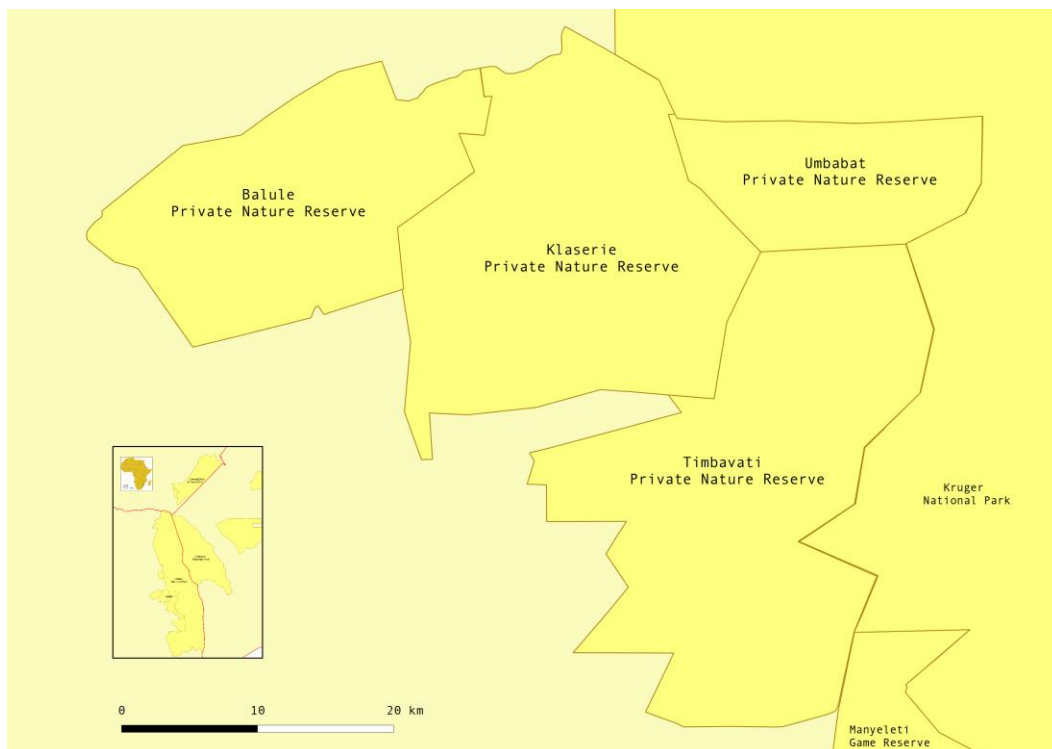 Balule
Private Nature Reserve
Umbabat
Private Nature Reserve
Klaserie
Private Nature Reserve
Timbavati
Private Nature Reserve
Kruger
National Park
Manyeleti
Game Reserve
0 10 20 km